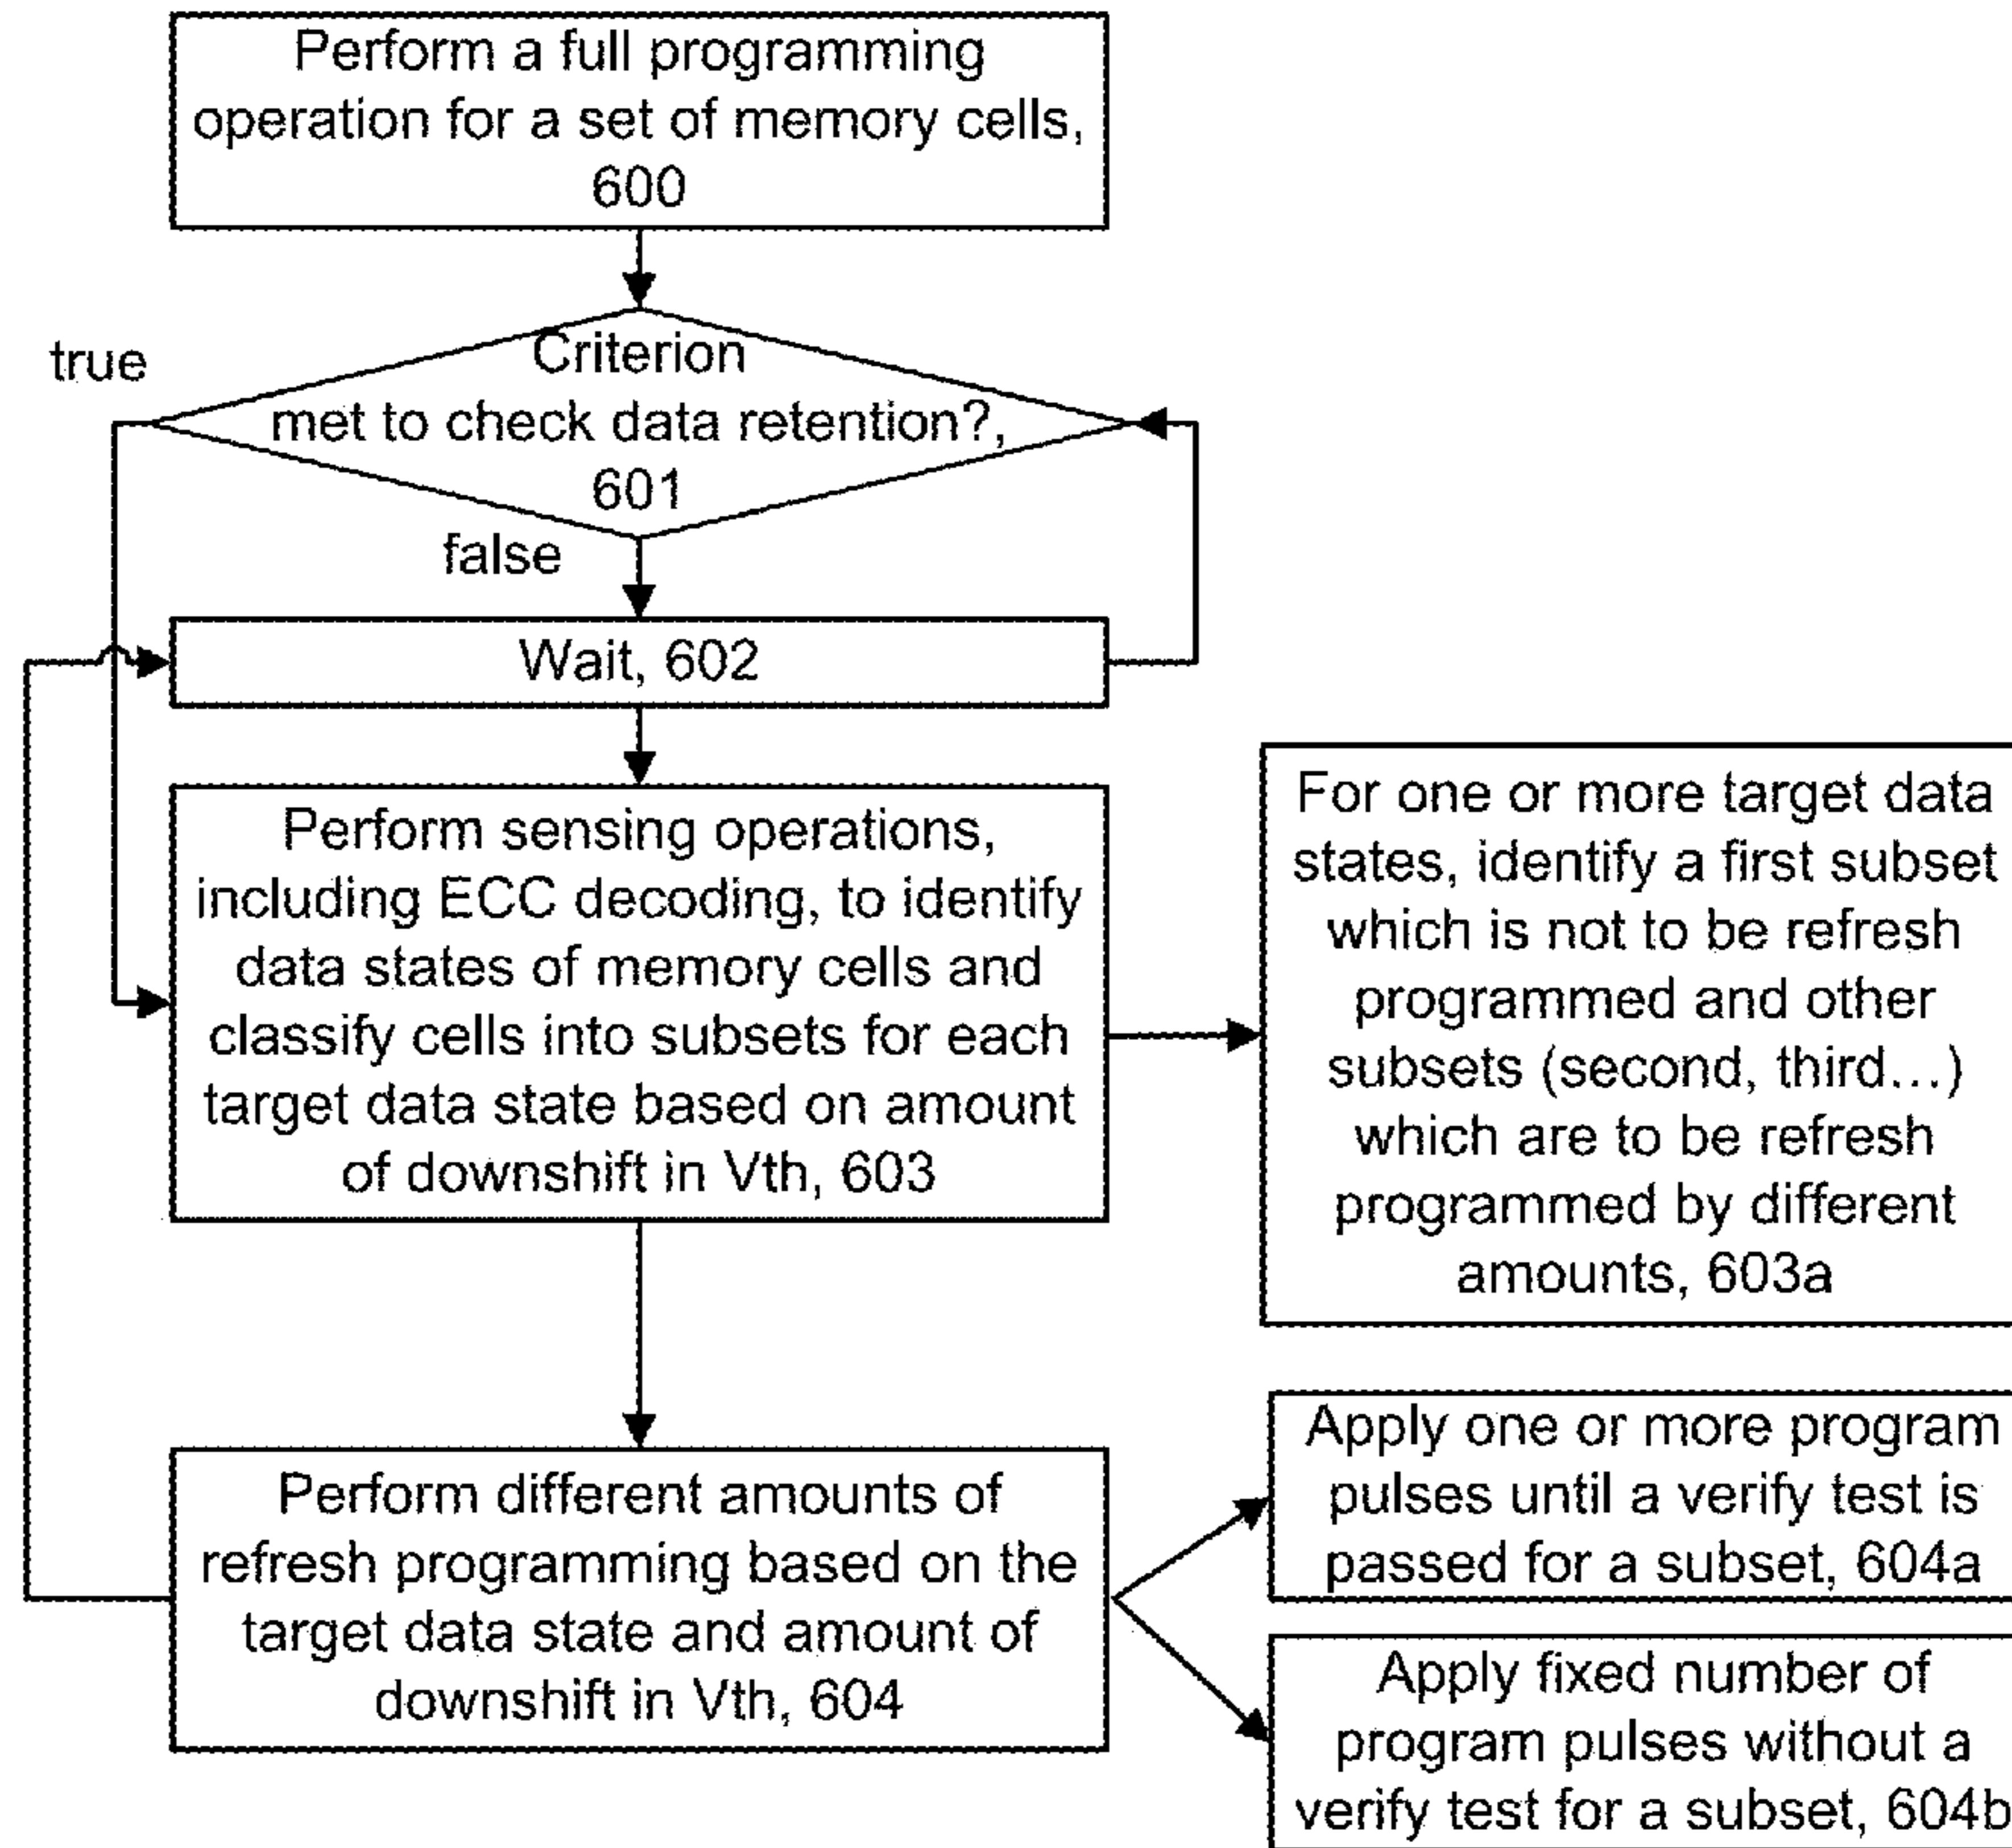 Perform a full programming
operation for a set of memory cells,
600
true
Criterion
met to check data retention?,
601
false
Wait, 602
Perform sensing operations,
including ECC decoding, to identify
data states of memory cells and
classify cells into subsets for each
target data state based on amount
of downshift in Vth, 603
For one or more target data
states, identify a first subset
which is not to be refresh
programmed and other
subsets (second, third...)
which are to be refresh
programmed by different
amounts, 603a
Perform different amounts of
refresh programming based on the
target data state and amount of
downshift in Vth, 604
Apply one or more program
pulses until a verify test is
passed for a subset, 604a
Apply fixed number of
program pulses without a
verify test for a subset, 604b